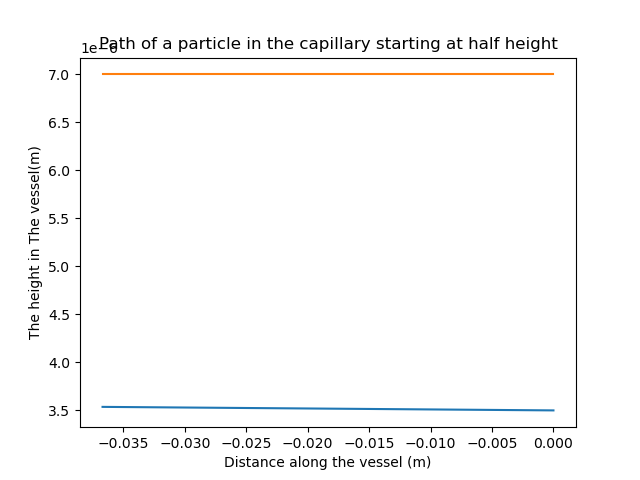 Path of a particle in the capillary starting at half height
1e−6
7.0
6.5
6.0
5.5
5.0
4.5
4.0
3.5
The height in The vessel(m)
−0.035 −0.030 −0.025 −0.020 −0.015 −0.010 −0.005 0.000
Distance along the vessel (m)